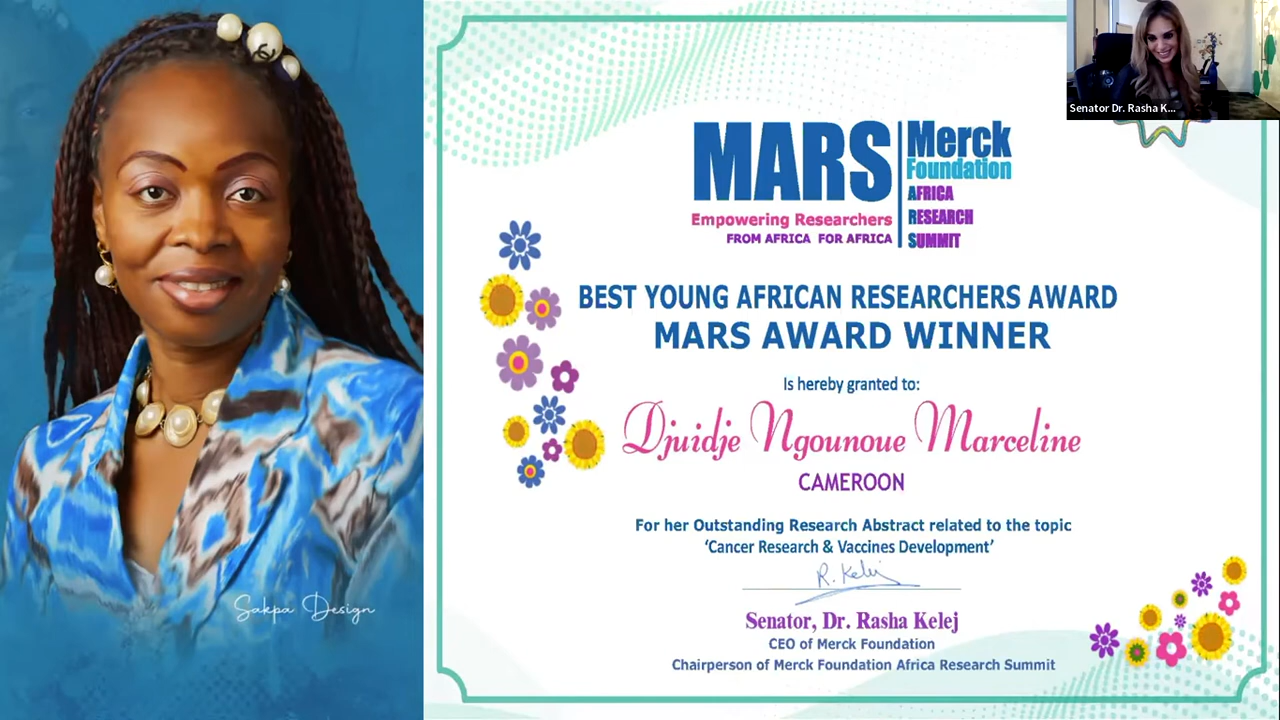 Senator Dr. Rasha K...
MARS
Merck
Foundation
AFRICA
RESEARCH
SUMMIT
Empowering Researchers
FROM AFRICA FOR AFRICA
BEST YOUNG AFRICAN RESEARCHERS AWARD
MARS AWARD WINNER
Is hereby granted to:
Djuidje Ngounoue Marceline
CAMEROON
For her Outstanding Research Abstract related to the topic
‘Cancer Research & Vaccines Development’
R. Kelej
Senator, Dr. Rasha Kelej
CEO of Merck Foundation
Chairperson of Merck Foundation Africa Research Summit
Sakpa Design